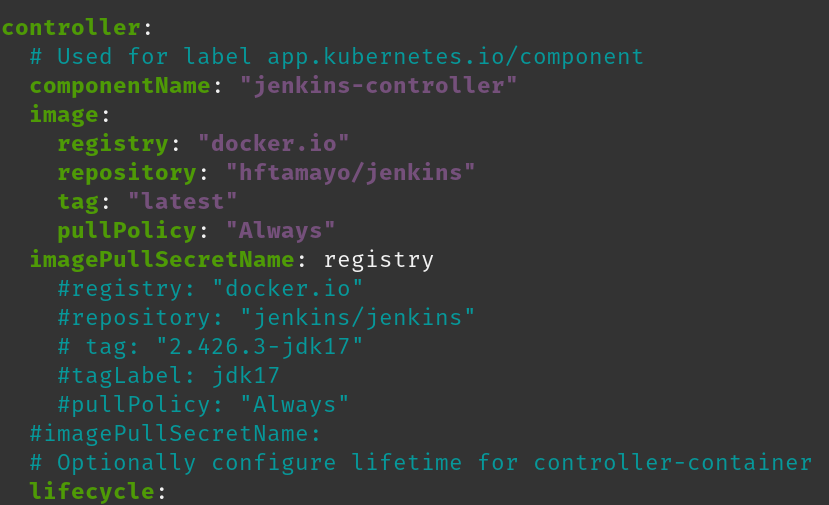 controller:
  # Used for label app.kubernetes.io/component
  componentName: "jenkins-controller"
  image:
    registry: "docker.io"
    repository: "hftamayo/jenkins"
    tag: "latest"
    pullPolicy: "Always"
  imagePullSecretName: registry
    #registry: "docker.io"
    #repository: "jenkins/jenkins"
    # tag: "2.426.3-jdk17"
    #tagLabel: jdk17
    #pullPolicy: "Always"
  #imagePullSecretName:
  # Optionally configure lifetime for controller-container
  lifecycle: